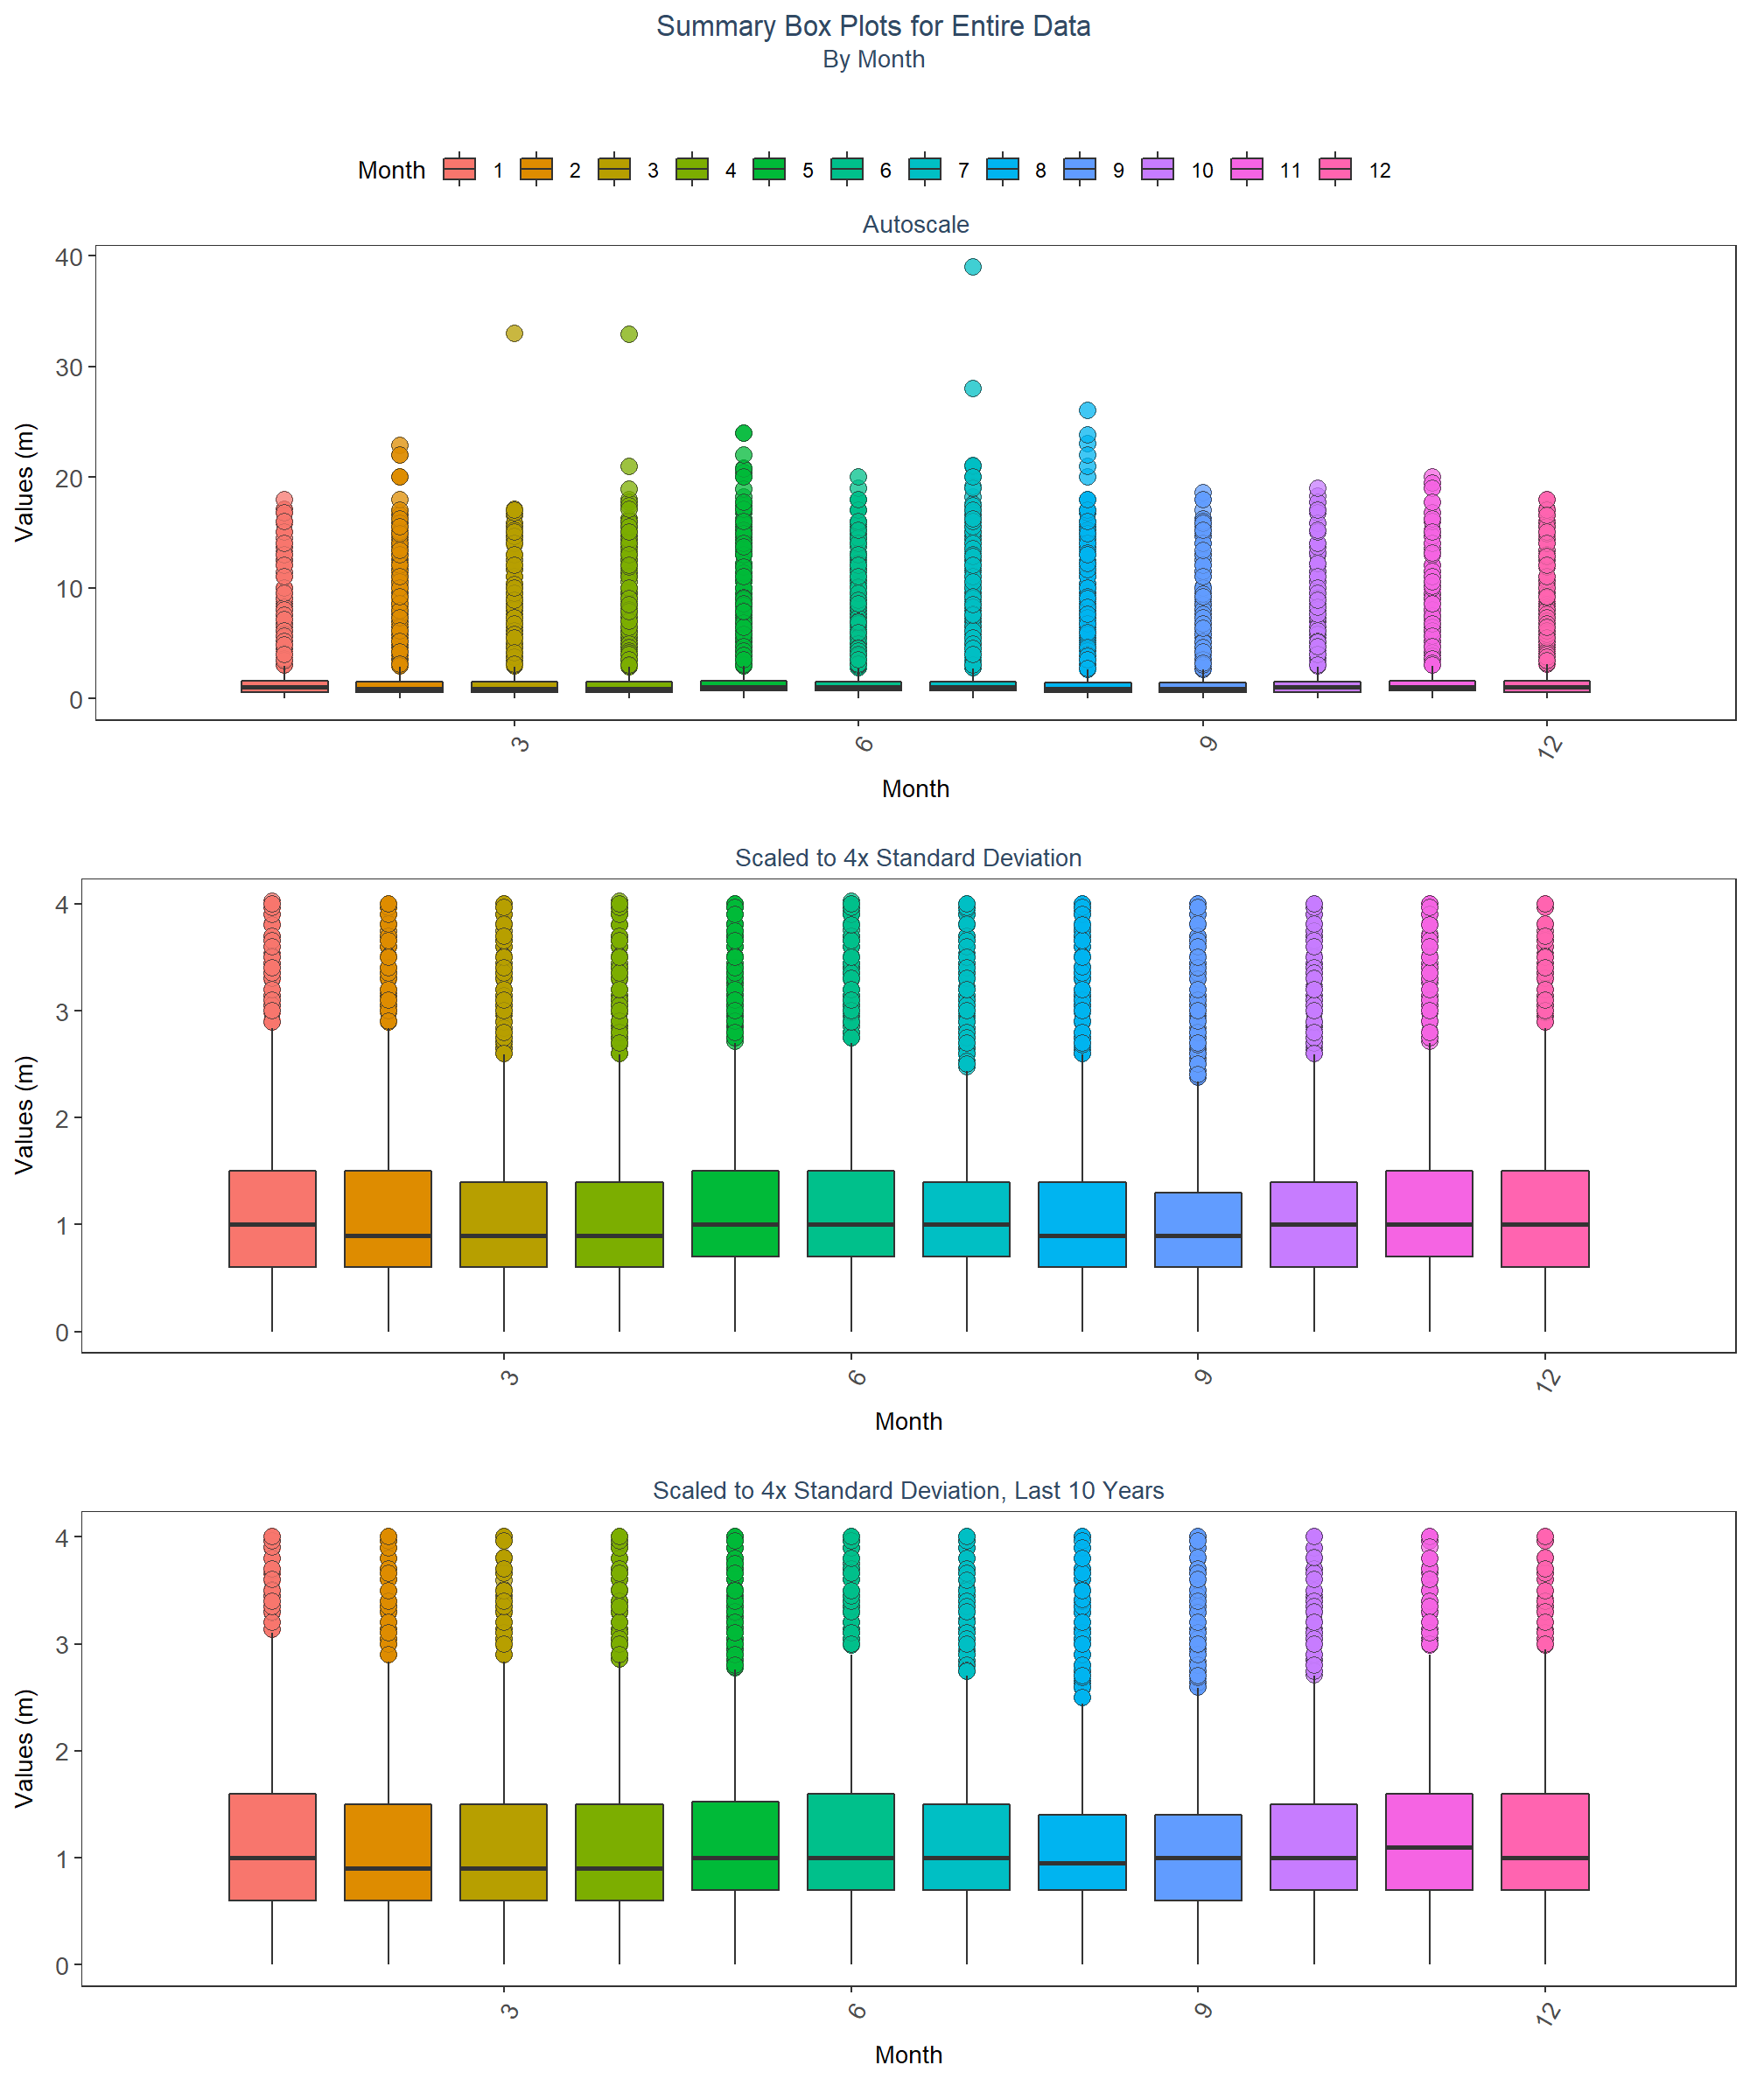 Summary Box Plots for Entire Data
By Month
Month 1 2 3 4 5 6 7 8 9 10 11 12
Autoscale
40
30
20
10
0
Values (m)
3 6 9 12
Month
Scaled to 4x Standard Deviation
4
3
2
1
0
Values (m)
3 6 9 12
Month
Scaled to 4x Standard Deviation, Last 10 Years
4
3
2
1
0
Values (m)
3 6 9 12
Month